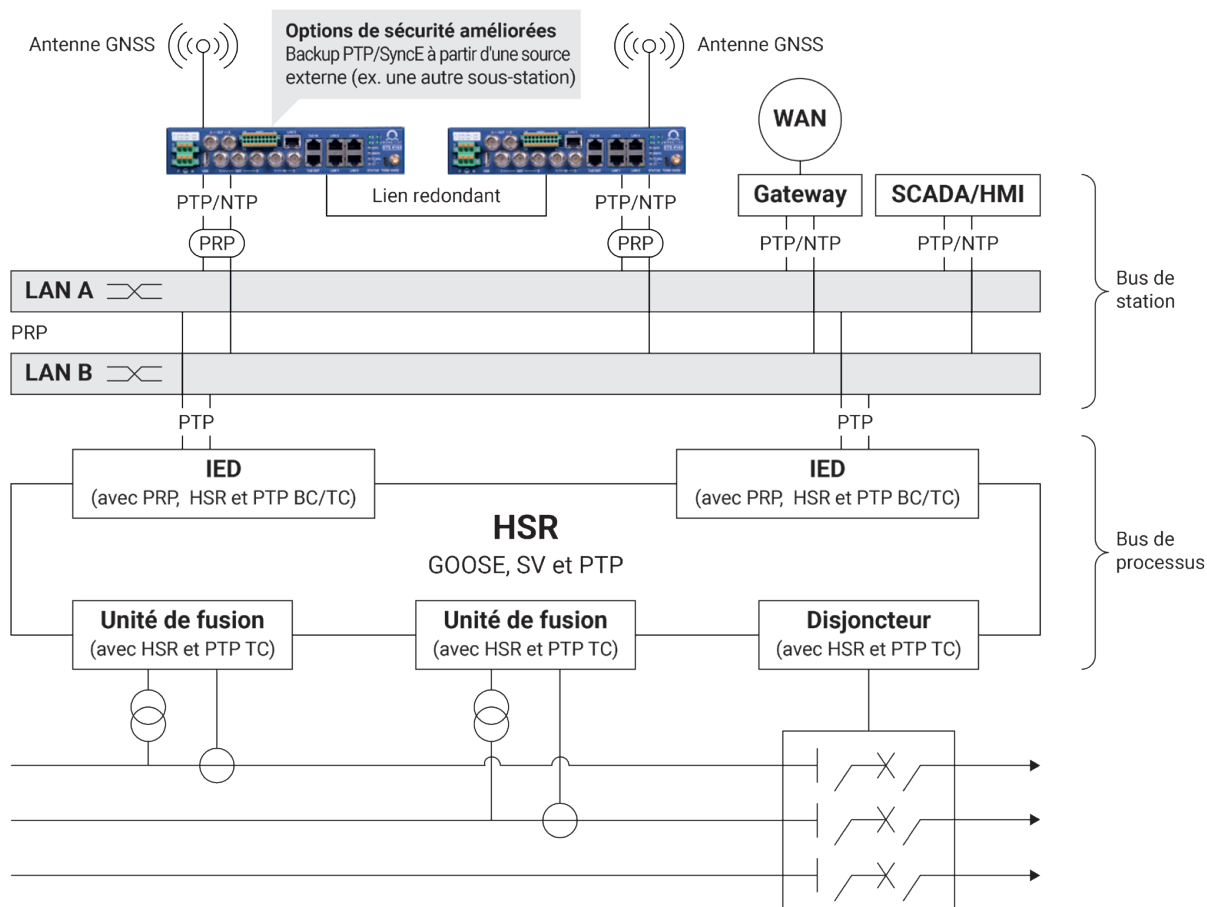 Antenne GNSS
Options de sécurité améliorées
Backup PTP/SyncE à partir d'une source
externe (ex. une autre sous-station)
Antenne GNSS
WAN
PTP/NTP
Lien redondant
PTP/NTP
Gateway
SCADA/HMI
PRP
PRP
PTP/NTP
PTP/NTP
LAN A
Bus de
station
PRP
LAN B
PTP
PTP
IED
(avec PRP, HSR et PTP BC/TC)
IED
(avec PRP, HSR et PTP BC/TC)
HSR
GOOSE, SV et PTP
Bus de
processus
Unité de fusion
(avec HSR et PTP TC)
Unité de fusion
(avec HSR et PTP TC)
Disjoncteur
(avec HSR et PTP TC)